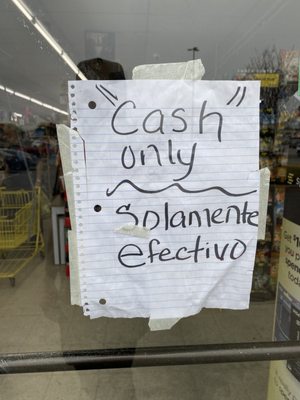 " Cash "
only
Solamente
efectivo